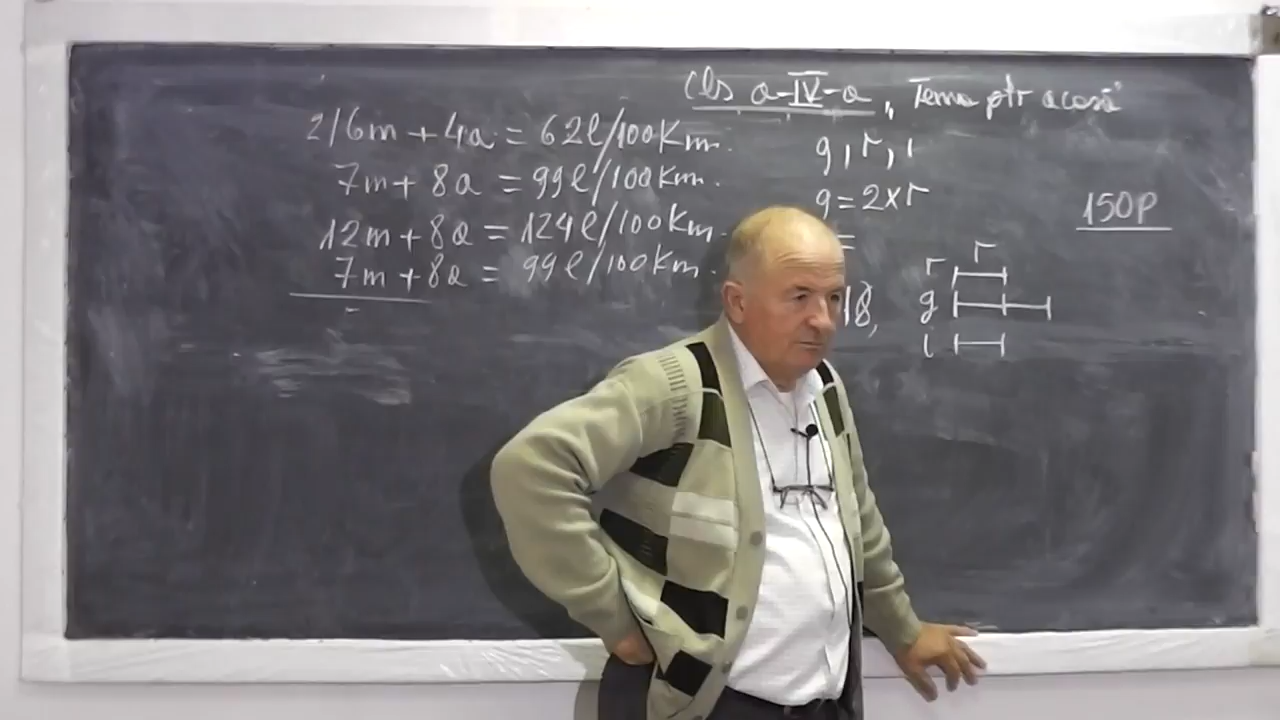 cls a-IV-a, Tema ptr acasă
2/6m + 4a = 62l/100Km.
7m + 8a = 99l/100Km.
12m + 8a = 124l/100Km.
7m + 8a = 99l/100Km.
-
g, r, i
g = 2×r
=
18,
150P
r
r
g
i